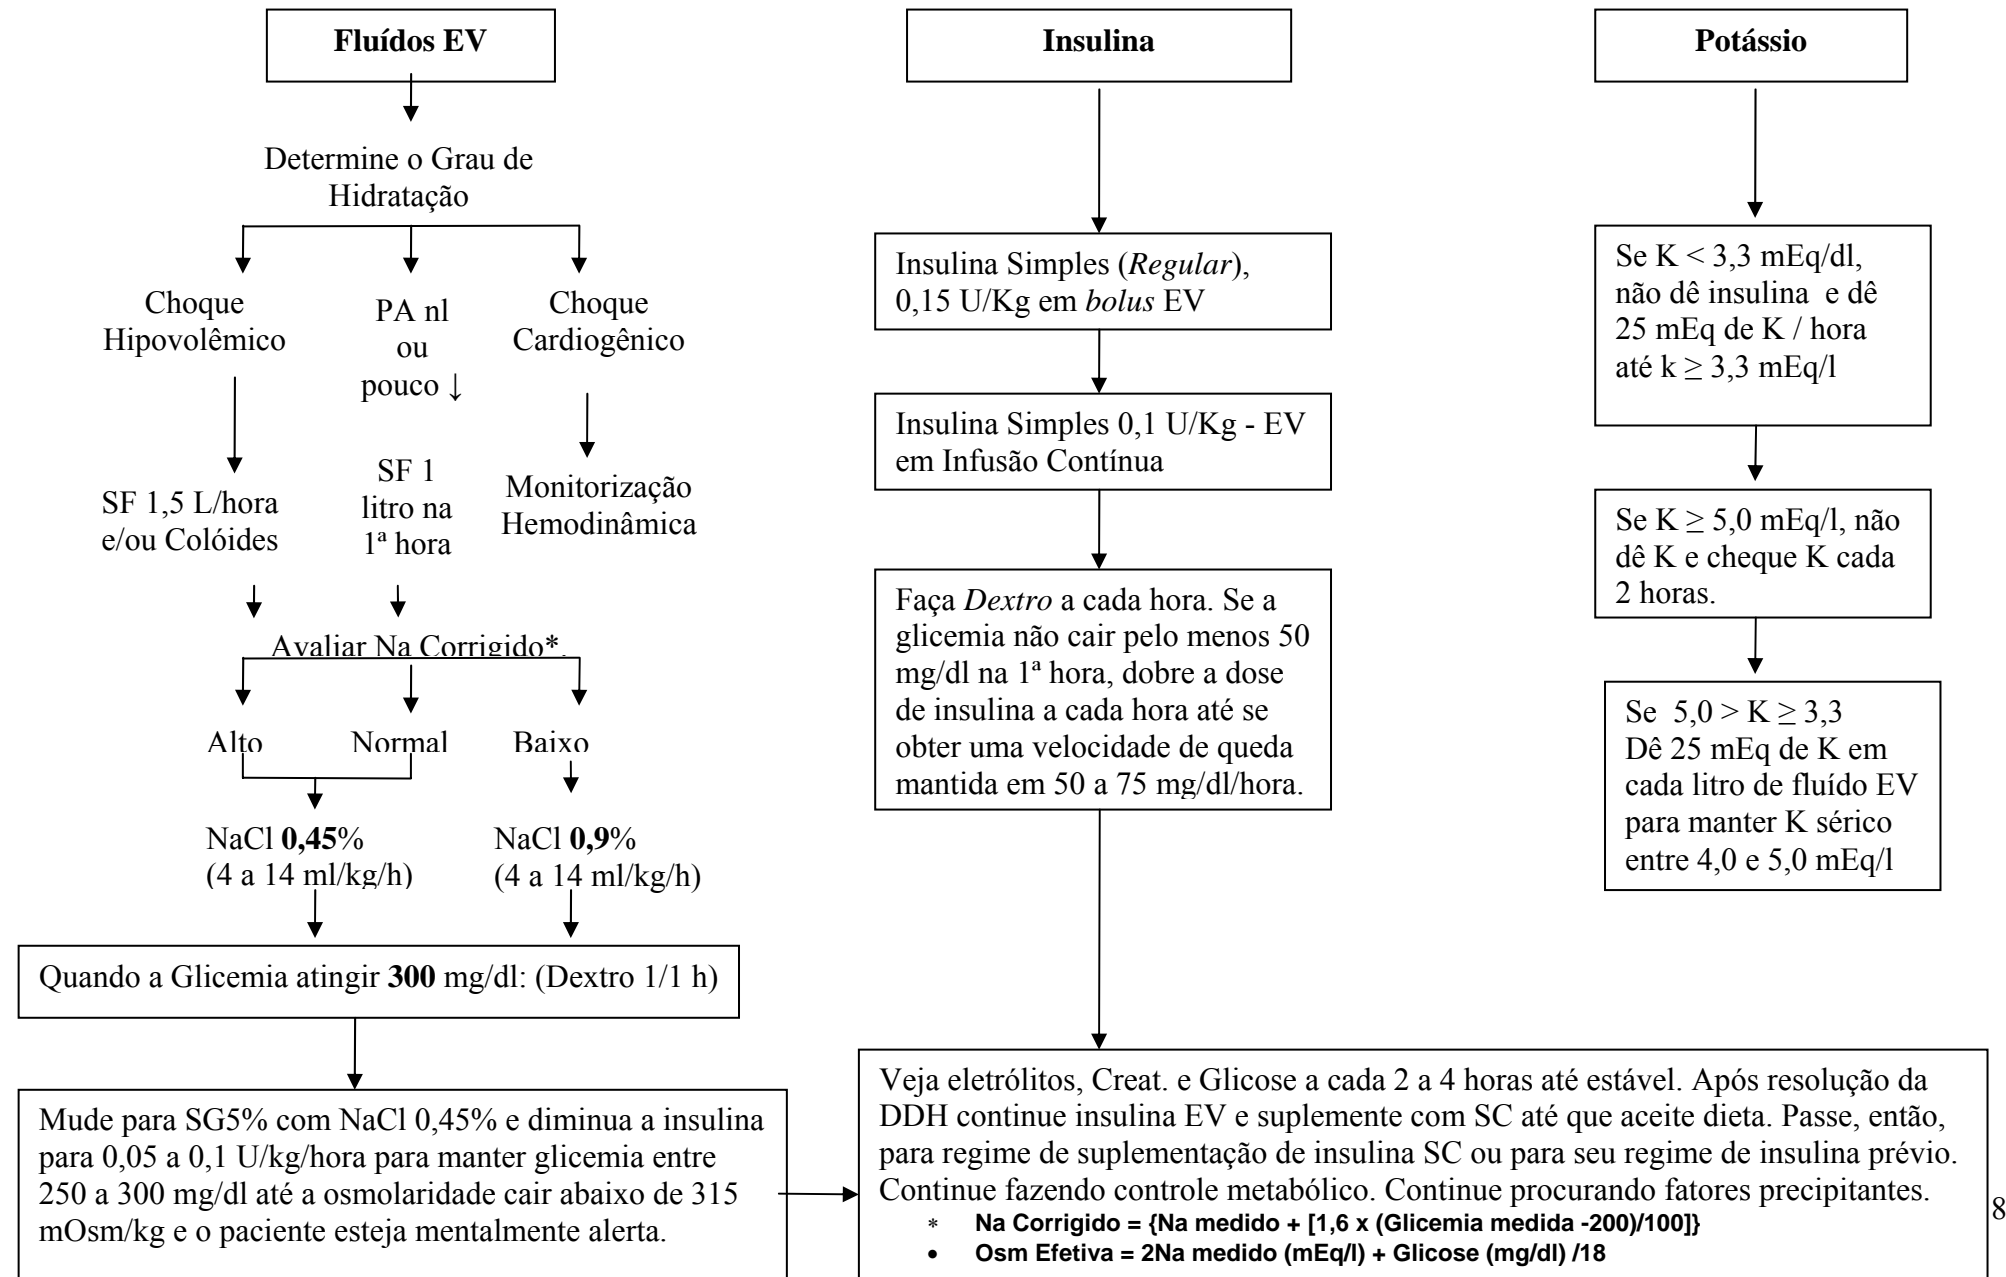 Fluídos EV
Determine o Grau de
Hidratação
Choque
Hipovolêmico
PA nl
ou
pouco ↓
Choque
Cardiogênico
SF 1,5 L/hora
e/ou Colóides
SF 1
litro na
1ª hora
Monitorização
Hemodinâmica
Avaliar Na Corrigido*.
Alto
Normal
Baixo
NaCl 0,45%
(4 a 14 ml/kg/h)
NaCl 0,9%
(4 a 14 ml/kg/h)
Quando a Glicemia atingir 300 mg/dl: (Dextro 1/1 h)
Mude para SG5% com NaCl 0,45% e diminua a insulina
para 0,05 a 0,1 U/kg/hora para manter glicemia entre
250 a 300 mg/dl até a osmolaridade cair abaixo de 315
mOsm/kg e o paciente esteja mentalmente alerta.
Insulina
Insulina Simples (Regular),
0,15 U/Kg em bolus EV
Insulina Simples 0,1 U/Kg - EV
em Infusão Contínua
Faça Dextro a cada hora. Se a
glicemia não cair pelo menos 50
mg/dl na 1ª hora, dobre a dose
de insulina a cada hora até se
obter uma velocidade de queda
mantida em 50 a 75 mg/dl/hora.
Potássio
Se K < 3,3 mEq/dl,
não dê insulina e dê
25 mEq de K / hora
até k ≥ 3,3 mEq/l
Se K ≥ 5,0 mEq/l, não
dê K e cheque K cada
2 horas.
Se 5,0 > K ≥ 3,3
Dê 25 mEq de K em
cada litro de fluído EV
para manter K sérico
entre 4,0 e 5,0 mEq/l
Veja eletrólitos, Creat. e Glicose a cada 2 a 4 horas até estável. Após resolução da
DDH continue insulina EV e suplemente com SC até que aceite dieta. Passe, então,
para regime de suplementação de insulina SC ou para seu regime de insulina prévio.
Continue fazendo controle metabólico. Continue procurando fatores precipitantes.
* Na Corrigido = {Na medido + [1,6 x (Glicemia medida -200)/100]}
• Osm Efetiva = 2Na medido (mEq/l) + Glicose (mg/dl) /18
8